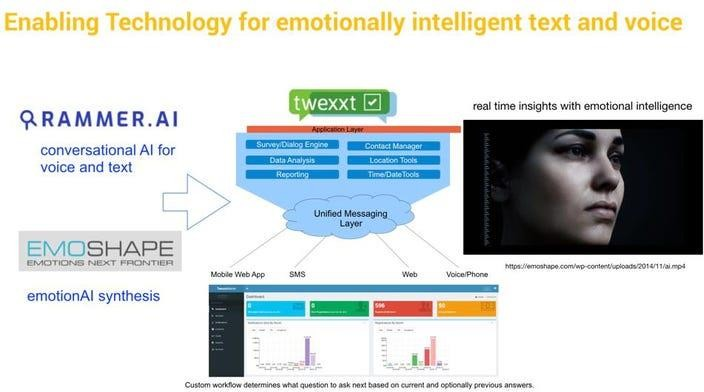 Enabling Technology for emotionally intelligent text and voice
RAMMER.AI
conversational AI for
voice and text
EMOSHAPE
EMOTIONS NEXT FRONTIER
emotionAI synthesis
twexxt
Application Layer
Survey/Dialog Engine
Contact Manager
Data Analysis
Location Tools
Reporting
Time/DateTools
Unified Messaging
Layer
Mobile Web App
SMS
Web
Voice/Phone
real time insights with emotional intelligence
https://emoshape.com/wp-content/uploads/2014/11/ai.mp4
Dashboard
0
0
596
90
Custom workflow determines what question to ask next based on current and optionally previous answers.